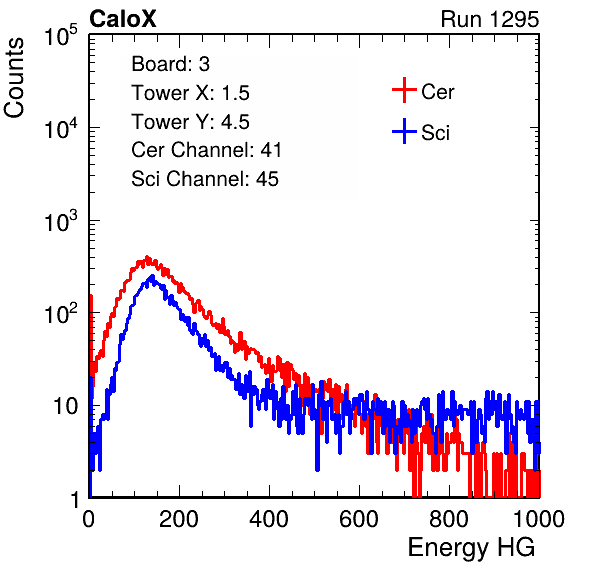 CaloX Run 1295
Counts
Board: 3
Tower X: 1.5
Tower Y: 4.5
Cer Channel: 41
Sci Channel: 45
Cer
Sci
10^5
10^4
10^3
10^2
10
1
0 200 400 600 800 1000
Energy HG